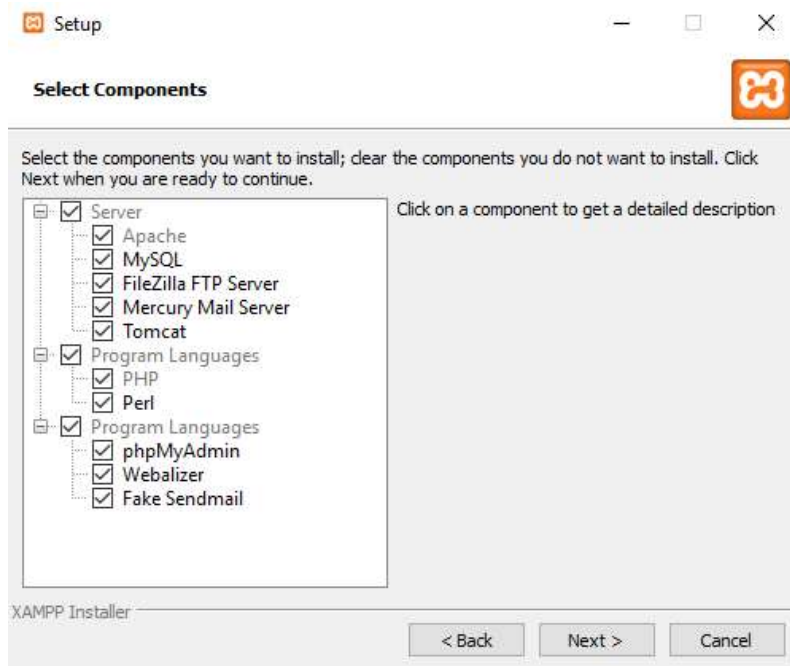 Setup
Select Components
Select the components you want to install; clear the components you do not want to install. Click
Next when you are ready to continue.
Server
Apache
MySQL
FileZilla FTP Server
Mercury Mail Server
Tomcat
Program Languages
PHP
Perl
Program Languages
phpMyAdmin
Webalizer
Fake Sendmail
Click on a component to get a detailed description
XAMPP Installer
< Back
Next >
Cancel